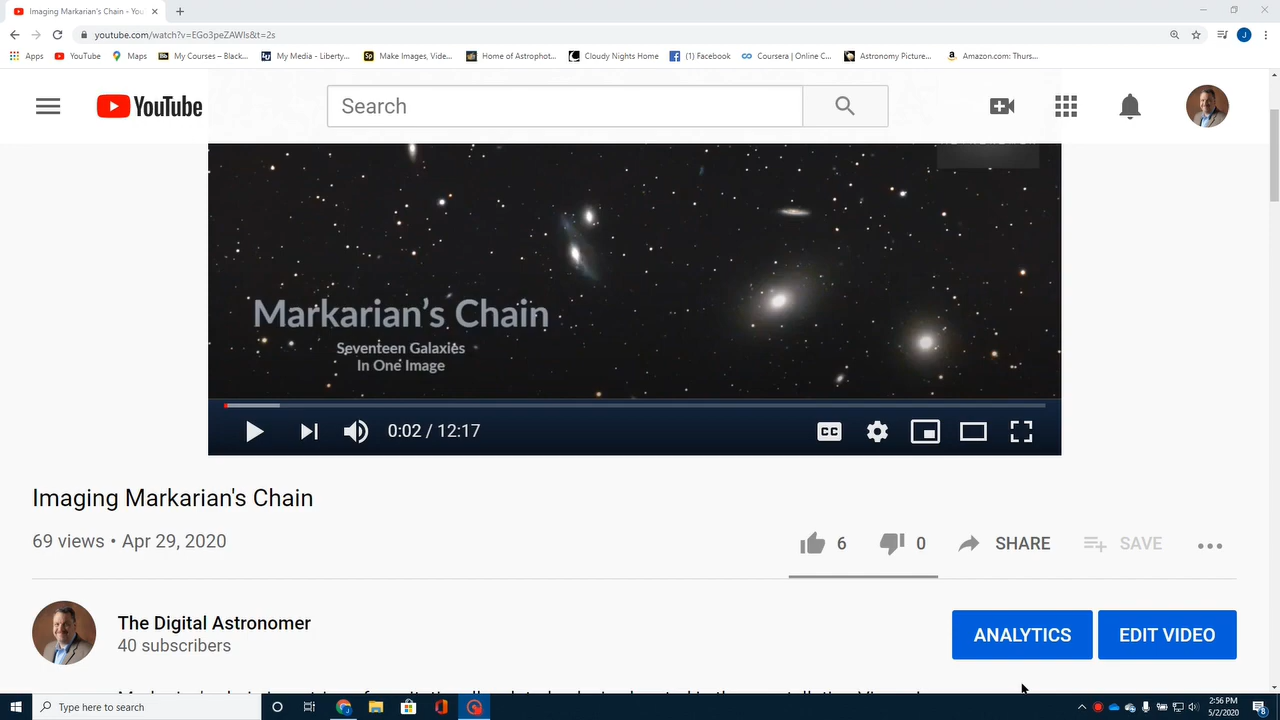 Imaging Markarian's Chain - You
youtube.com/watch?v=EGo3peZAWIs&t=2s
Apps YouTube Maps My Courses – Black... My Media - Liberty... Make Images, Vide... Home of Astrophot... Cloudy Nights Home (1) Facebook Coursera | Online C... Astronomy Picture... Amazon.com: Thurs...
YouTube Search
Markarian's Chain
Seventeen Galaxies
In One Image
0:02 / 12:17 CC
Imaging Markarian's Chain
69 views • Apr 29, 2020 6 0 SHARE SAVE
The Digital Astronomer
40 subscribers
ANALYTICS EDIT VIDEO
Type here to search
2:56 PM
5/2/2020
8